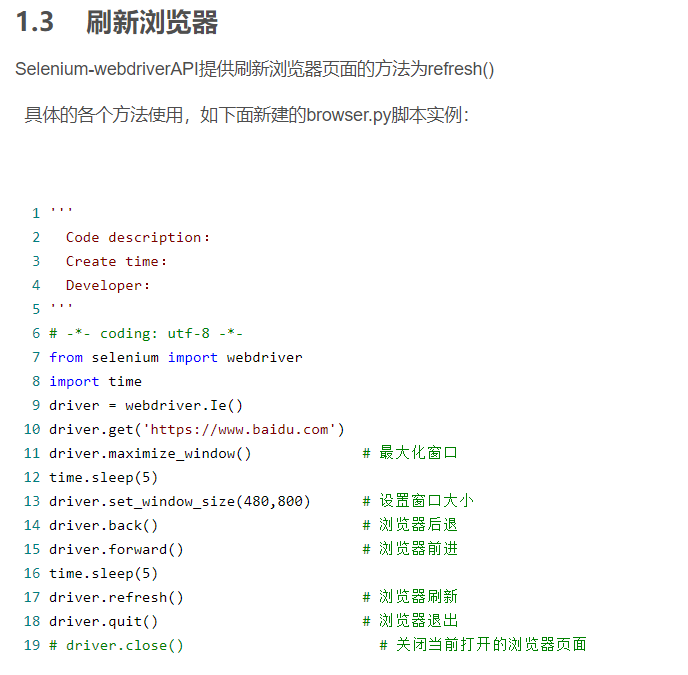 1.3 刷新浏览器
Selenium-webdriverAPI提供刷新浏览器页面的方法为refresh()
具体的各个方法使用，如下面新建的browser.py脚本实例：
1 '''
2   Code description：
3   Create time：
4   Developer：
5 '''
6 # -*- coding: utf-8 -*-
7 from selenium import webdriver
8 import time
9 driver = webdriver.Ie()
10 driver.get('https://www.baidu.com')
11 driver.maximize_window()             # 最大化窗口
12 time.sleep(5)
13 driver.set_window_size(480,800)      # 设置窗口大小
14 driver.back()                        # 浏览器后退
15 driver.forward()                     # 浏览器前进
16 time.sleep(5)
17 driver.refresh()                     # 浏览器刷新
18 driver.quit()                        # 浏览器退出
19 # driver.close()                       # 关闭当前打开的浏览器页面